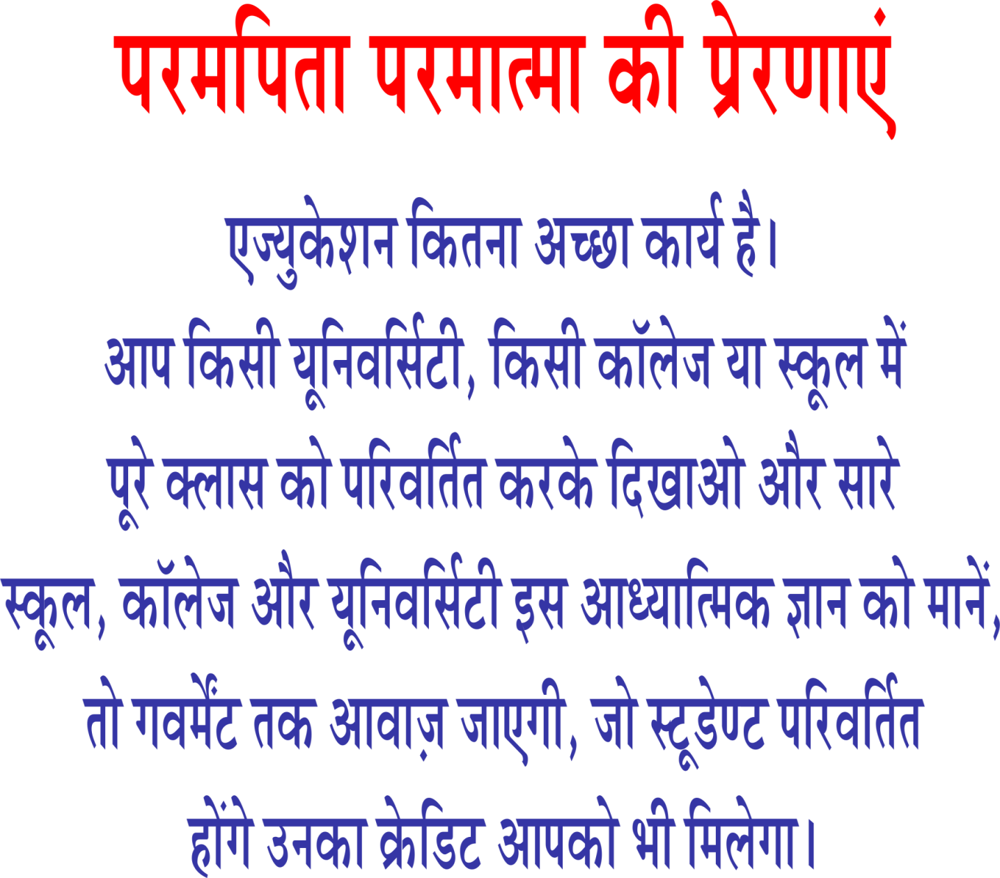 परमपिता परमात्मा की प्रेरणाएं
एज्युकेशन कितना अच्छा कार्य है।
आप किसी यूनिवर्सिटी, किसी कॉलेज या स्कूल में
पूरे क्लास को परिवर्तित करके दिखाओ और सारे
स्कूल, कॉलेज और यूनिवर्सिटी इस आध्यात्मिक ज्ञान को मानें,
तो गवर्मैंट तक आवाज़ जाएगी, जो स्टूडेण्ट परिवर्तित
होंगे उनका क्रेडिट आपको भी मिलेगा।